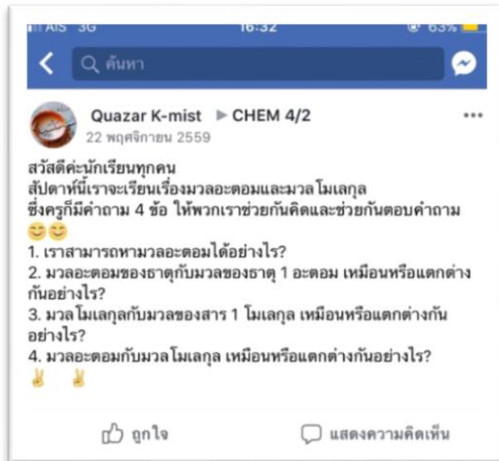 AIS 3G 16:32 63%
ค้นหา
Quazar K-mist ▶ CHEM 4/2
22 พฤศจิกายน 2559
สวัสดีค่ะนักเรียนทุกคน
สัปดาห์นี้เราจะเรียนเรื่องมวลอะตอมและมวลโมเลกุล
ซึ่งครูก็มีคำถาม 4 ข้อ ให้พวกเราช่วยกันคิดและช่วยกันตอบคำถาม
😊😊
1. เราสามารถหามวลอะตอมได้อย่างไร?
2. มวลอะตอมของธาตุกับมวลของธาตุ 1 อะตอม เหมือนหรือแตกต่าง
กันอย่างไร?
3. มวลโมเลกุลกับมวลของสาร 1 โมเลกุล เหมือนหรือแตกต่างกัน
อย่างไร?
4. มวลอะตอมกับมวลโมเลกุล เหมือนหรือแตกต่างกันอย่างไร?
✌ ✌
ถูกใจ แสดงความคิดเห็น